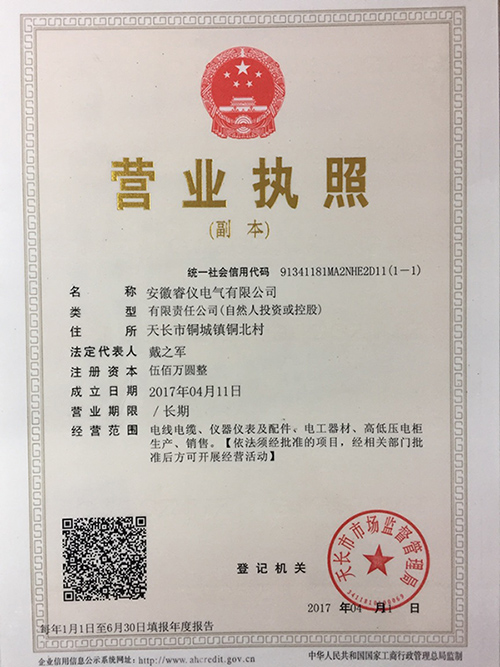 营业执照
(副 本)
统一社会信用代码 91341181MA2NHE2D11(1-1)
名 称 安徽睿仪电气有限公司
类 型 有限责任公司(自然人投资或控股)
住 所 天长市铜城镇铜北村
法定代表人 戴之军
注册资本 伍佰万圆整
成立日期 2017年04月11日
营业期限 /长期
经营范围 电线电缆、仪器仪表及配件、电工器材、高低压电柜
生产、销售。【依法须经批准的项目，经相关部门批
准后方可开展经营活动】
天长市市场监督管理局
登记机关
2017 年 04 月 日
每年1月1日至6月30日填报年度报告
企业信用信息公示系统网址: http://www.ahcredit.gov.cn
中华人民共和国国家工商行政管理总局监制